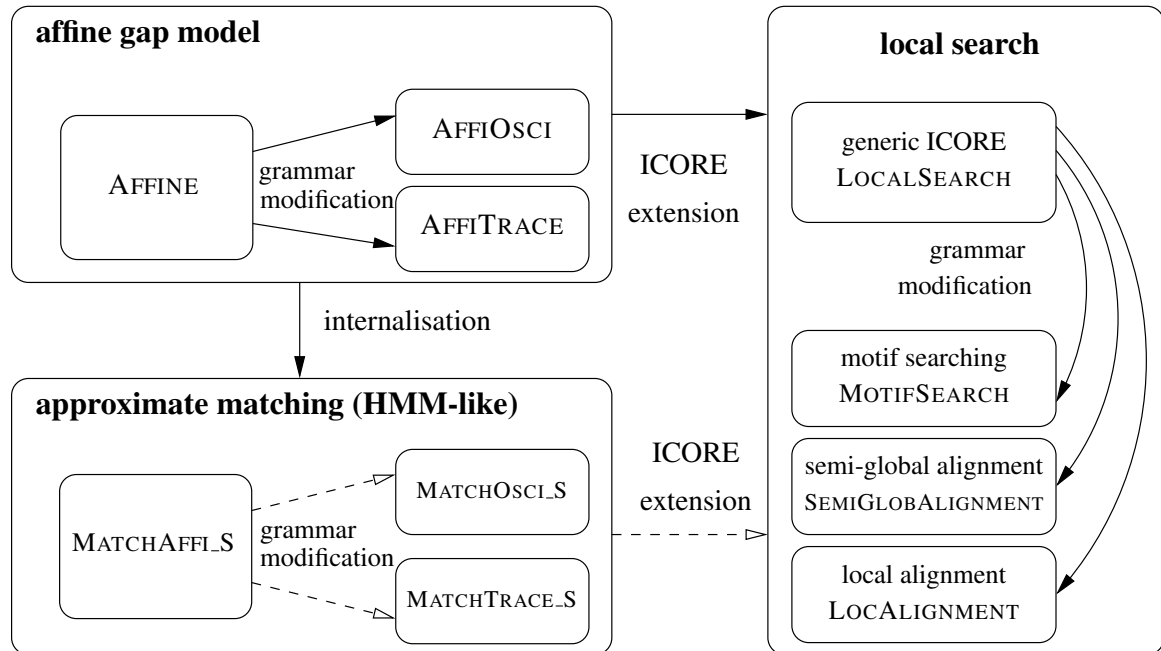 affine gap model
AFFINE
grammar
modification
AFFIOSCI
AFFITRACE
ICORE
extension
internalisation
approximate matching (HMM-like)
MATCHAFFI_S
grammar
modification
MATCHOSCI_S
MATCHTRACE_S
ICORE
extension
local search
generic ICORE
LOCALSEARCH
grammar
modification
motif searching
MOTIFSEARCH
semi-global alignment
SEMIGLOBALIGNMENT
local alignment
LOCALIGNMENT